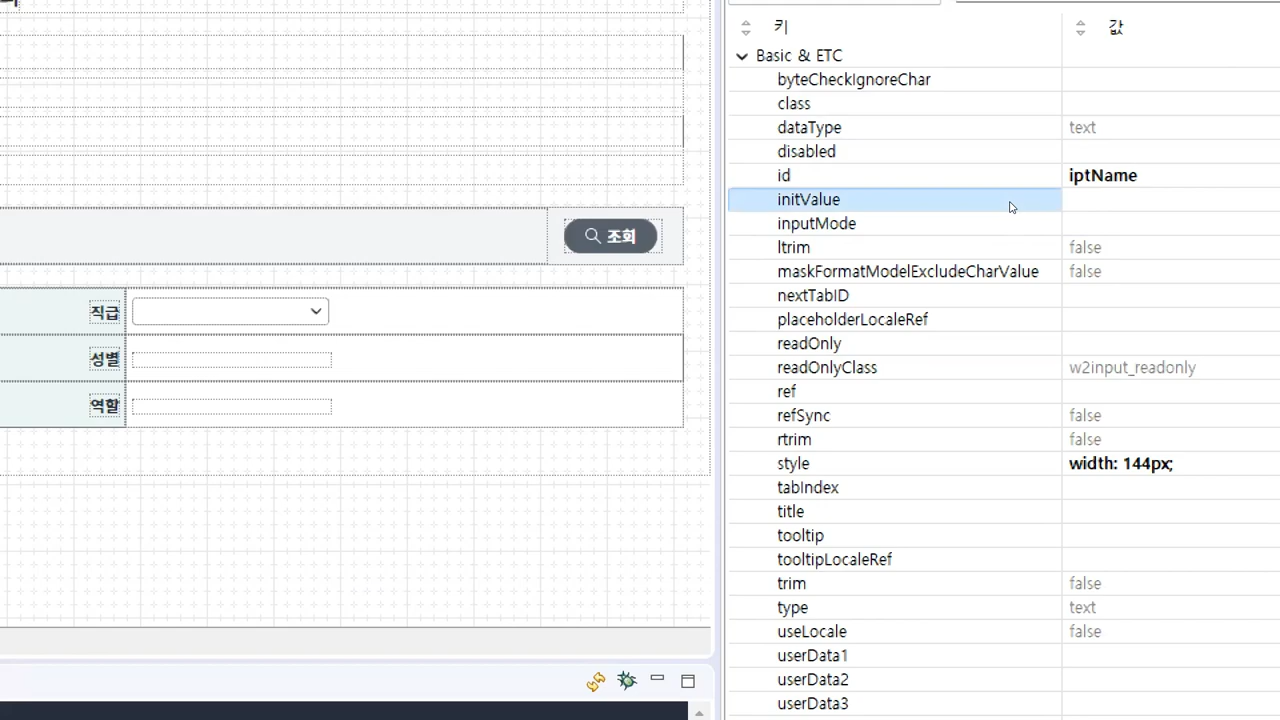 조회
직급
성별
역할
키 값
Basic & ETC
byteCheckIgnoreChar
class
dataType text
disabled
id iptName
initValue
inputMode
ltrim false
maskFormatModelExcludeCharValue false
nextTabID
placeholderLocaleRef
readOnly
readOnlyClass w2input_readonly
ref
refSync false
rtrim false
style width: 144px;
tabIndex
title
tooltip
tooltipLocaleRef
trim false
type text
useLocale false
userData1
userData2
userData3